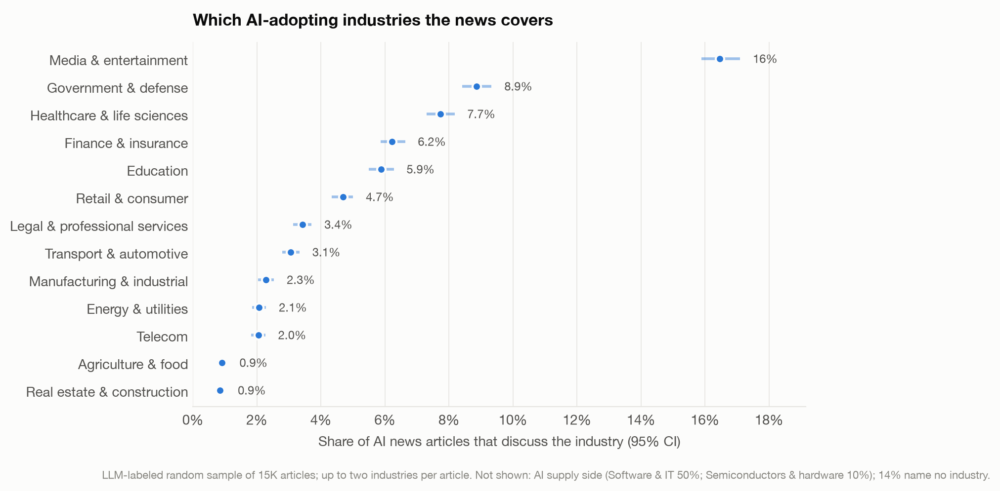 Which AI-adopting industries the news covers
Media & entertainment 16%
Government & defense 8.9%
Healthcare & life sciences 7.7%
Finance & insurance 6.2%
Education 5.9%
Retail & consumer 4.7%
Legal & professional services 3.4%
Transport & automotive 3.1%
Manufacturing & industrial 2.3%
Energy & utilities 2.1%
Telecom 2.0%
Agriculture & food 0.9%
Real estate & construction 0.9%
0% 2% 4% 6% 8% 10% 12% 14% 16% 18%
Share of AI news articles that discuss the industry (95% CI)
LLM-labeled random sample of 15K articles; up to two industries per article. Not shown: AI supply side (Software & IT 50%; Semiconductors & hardware 10%); 14% name no industry.